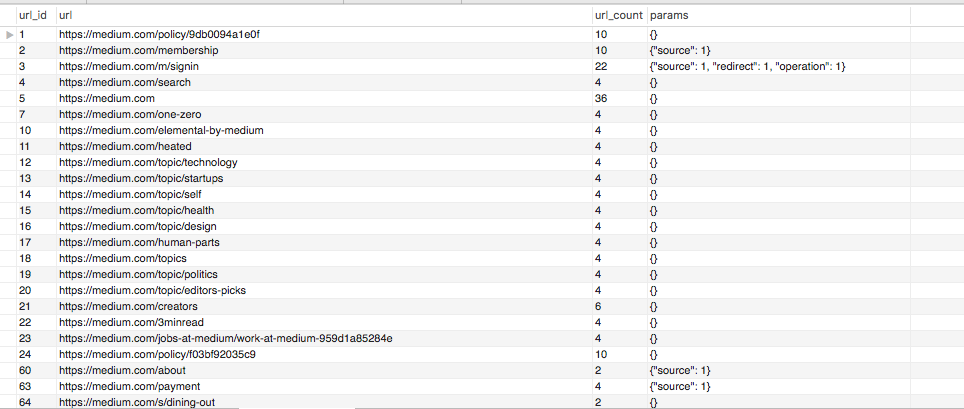 url_id url url_count params
1 https://medium.com/policy/9db0094a1e0f 10 {}
2 https://medium.com/membership 10 {"source": 1}
3 https://medium.com/m/signin 22 {"source": 1, "redirect": 1, "operation": 1}
4 https://medium.com/search 4 {}
5 https://medium.com 36 {}
7 https://medium.com/one-zero 4 {}
10 https://medium.com/elemental-by-medium 4 {}
11 https://medium.com/heated 4 {}
12 https://medium.com/topic/technology 4 {}
13 https://medium.com/topic/startups 4 {}
14 https://medium.com/topic/self 4 {}
15 https://medium.com/topic/health 4 {}
16 https://medium.com/topic/design 4 {}
17 https://medium.com/human-parts 4 {}
18 https://medium.com/topics 4 {}
19 https://medium.com/topic/politics 4 {}
20 https://medium.com/topic/editors-picks 4 {}
21 https://medium.com/creators 6 {}
22 https://medium.com/3minread 4 {}
23 https://medium.com/jobs-at-medium/work-at-medium-959d1a85284e 4 {}
24 https://medium.com/policy/f03bf92035c9 10 {}
60 https://medium.com/about 2 {"source": 1}
63 https://medium.com/payment 4 {"source": 1}
64 https://medium.com/s/dining-out 2 {}